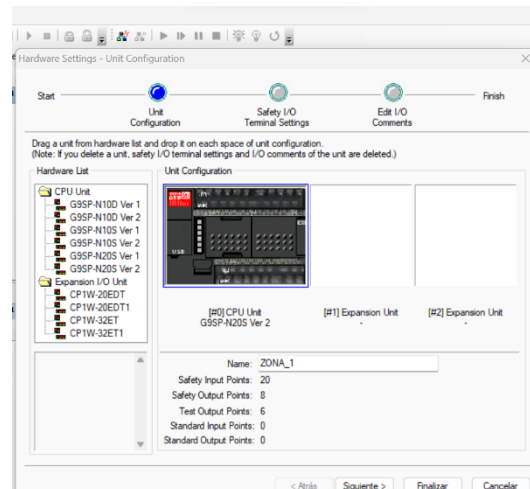 Hardware Settings - Unit Configuration
Start
Unit Configuration
Safety I/O Terminal Settings
Edit I/O Comments
Finish
Drag a unit from hardware list and drop it on each space of unit configuration.
(Note: If you delete a unit, safety I/O terminal settings and I/O comments of the unit are deleted.)
Hardware List
CPU Unit
G9SP-N10D Ver 1
G9SP-N10D Ver 2
G9SP-N10S Ver 1
G9SP-N10S Ver 2
G9SP-N20S Ver 1
G9SP-N20S Ver 2
Expansion I/O Unit
CP1W-20EDT
CP1W-20EDT1
CP1W-32ET
CP1W-32ET1
Unit Configuration
USB
[#0] CPU Unit
G9SP-N20S Ver 2
[#1] Expansion Unit
-
[#2] Expansion Unit
-
Name: ZONA_1
Safety Input Points: 20
Safety Output Points: 8
Test Output Points: 6
Standard Input Points: 0
Standard Output Points: 0
< Atrás
Siguiente >
Finalizar
Cancelar